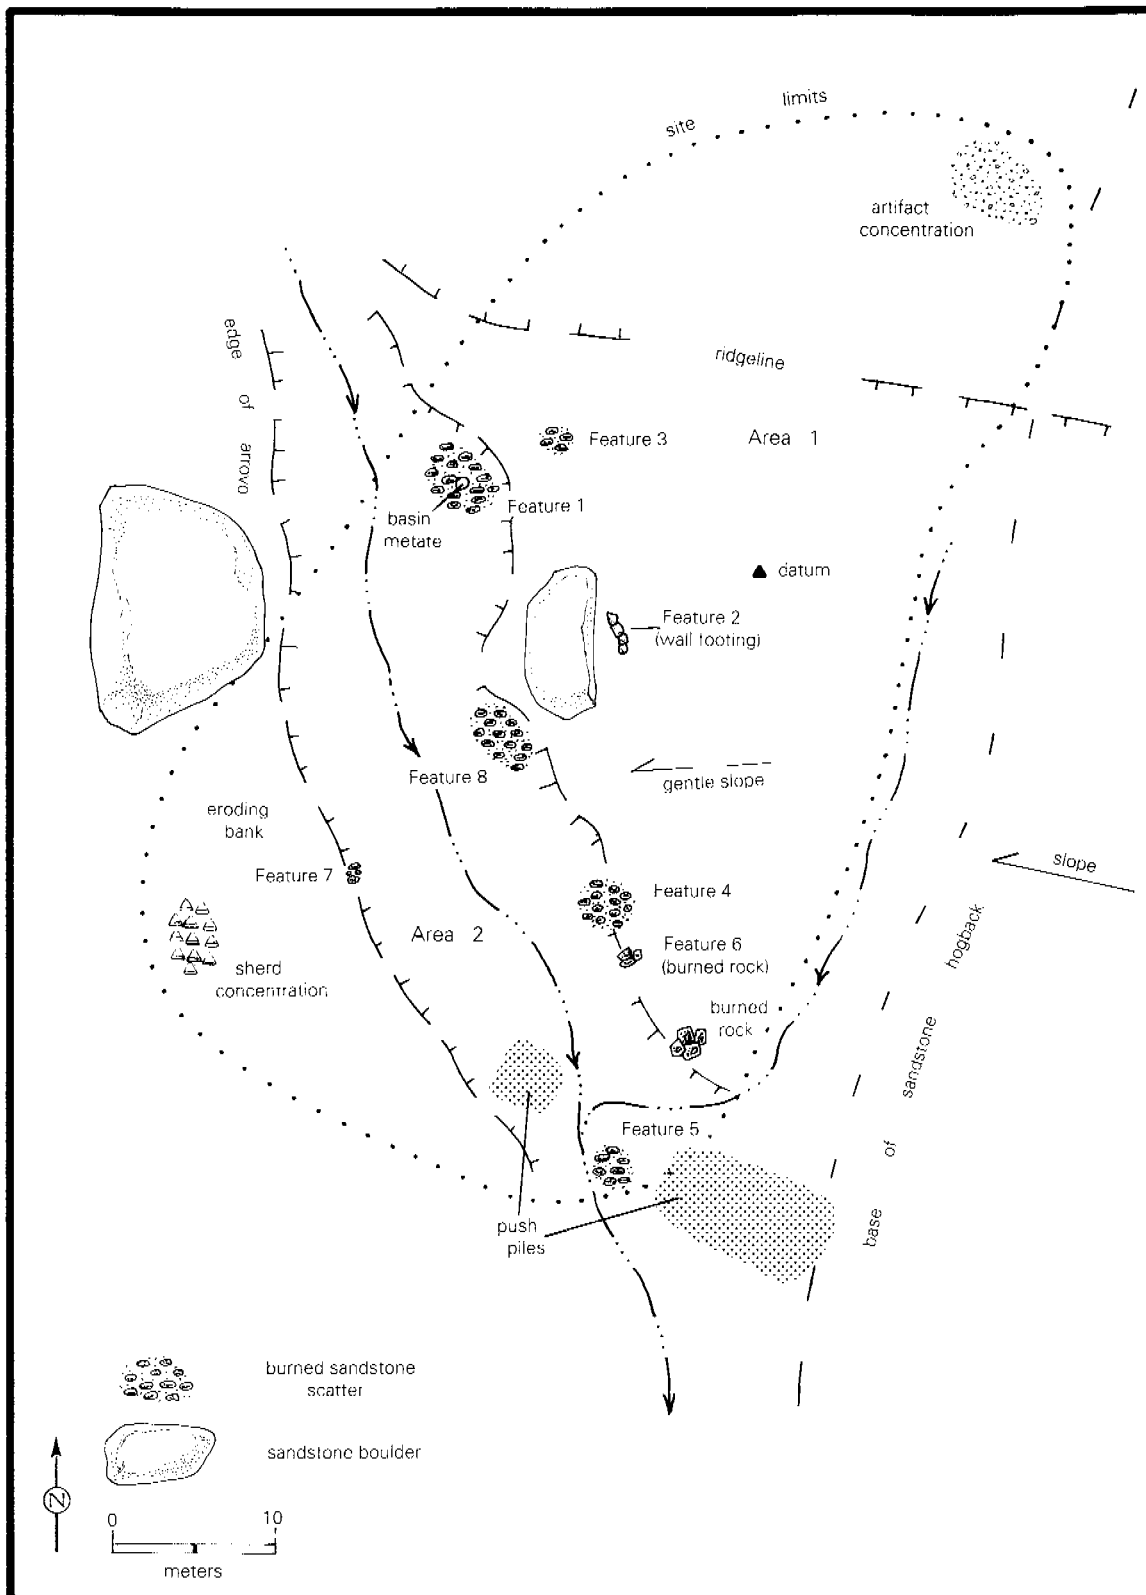 limits
site
artifact
concentration
ridgeline
edge of arroyo
Feature 3
Area 1
Feature 1
basin
metate
datum
Feature 2
(wall footing)
Feature 8
gentle slope
eroding
bank
slope
Feature 7
Feature 4
Area 2
Feature 6
(burned rock)
sherd
concentration
burned
rock
base of sandstone hogback
Feature 5
push
piles
burned sandstone
scatter
sandstone boulder
N
0 10
meters